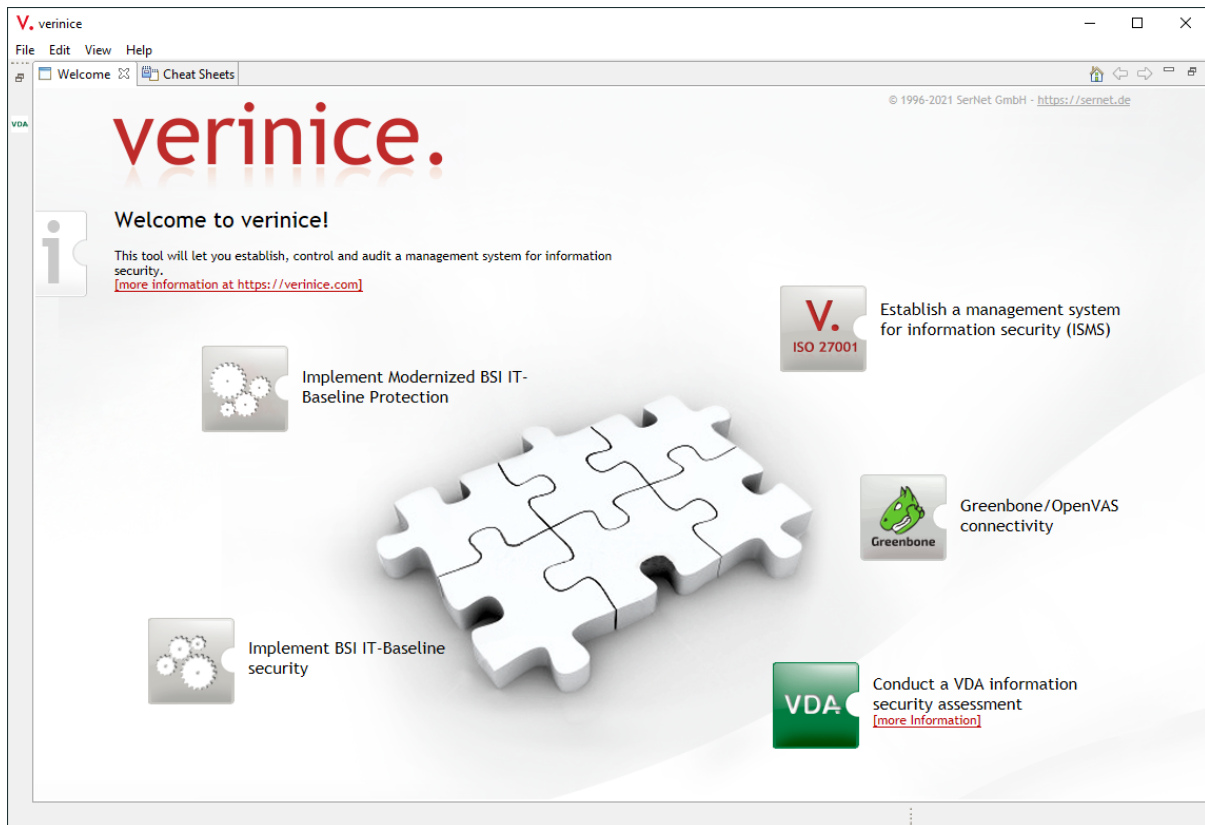 verinice
File Edit View Help
Welcome Cheat Sheets
© 1996-2021 SerNet GmbH - https://sernet.de
VDA
verinice.
Welcome to verinice!
This tool will let you establish, control and audit a management system for information
security.
[more information at https://verinice.com]
V.
ISO 27001
Establish a management system
for information security (ISMS)
Implement Modernized BSI IT-
Baseline Protection
Greenbone
Greenbone/OpenVAS
connectivity
Implement BSI IT-Baseline
security
VDA
Conduct a VDA information
security assessment
[more Information]